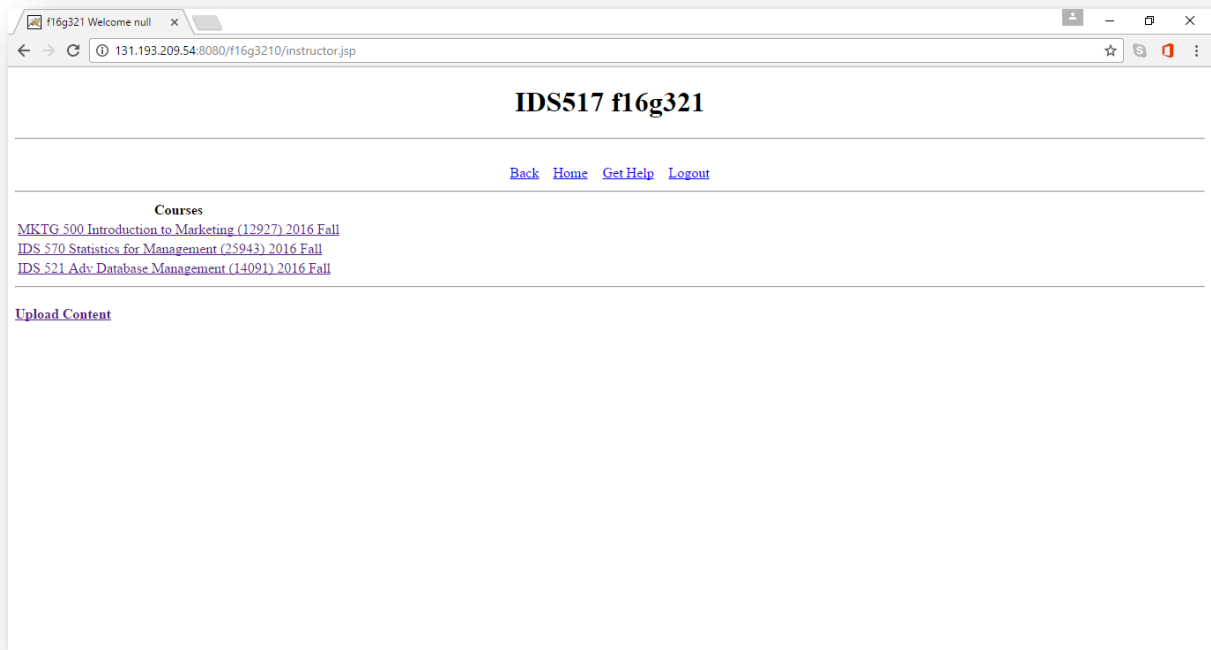 f16g321 Welcome null
131.193.209.54:8080/f16g3210/instructor.jsp
IDS517 f16g321
Back Home Get Help Logout
Courses
MKTG 500 Introduction to Marketing (12927) 2016 Fall
IDS 570 Statistics for Management (25943) 2016 Fall
IDS 521 Adv Database Management (14091) 2016 Fall
Upload Content